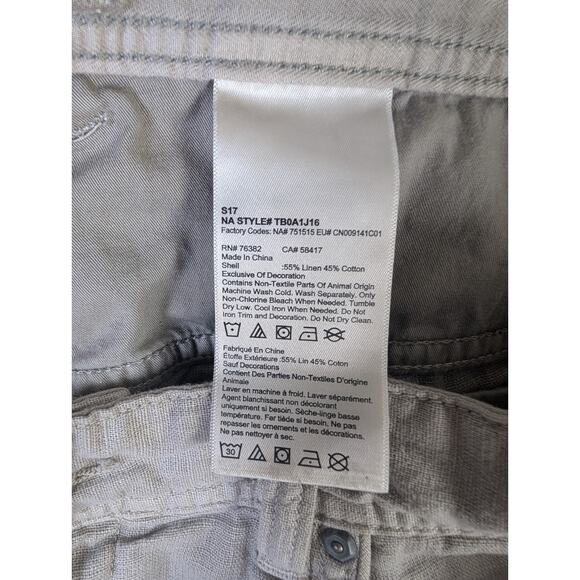 S17
NA STYLE# TB0A1J16
Factory Codes: NA# 751515 EU# CN009141C01
RN# 76382 CA# 58417
Made In China
Shell :55% Linen 45% Cotton
Exclusive Of Decoration
Contains Non-Textile Parts Of Animal Origin
Machine Wash Cold. Wash Separately. Only
Non-Chlorine Bleach When Needed. Tumble
Dry Low. Cool Iron When Needed. Do Not
Iron Trim and Decoration. Do Not Dry Clean.
Fabriqué En Chine
Étoffe Extérieure :55% Lin 45% Coton
Sauf Decorations
Contient Des Parties Non-Textiles D'origine
Animale
Laver en machine à froid. Laver séparément.
Agent blanchissant non décolorant
uniquement si besoin. Sèche-linge basse
température. Fer tiède si besoin. Ne pas
repasser les ornements et les décorations.
Ne pas nettoyer à sec.
30